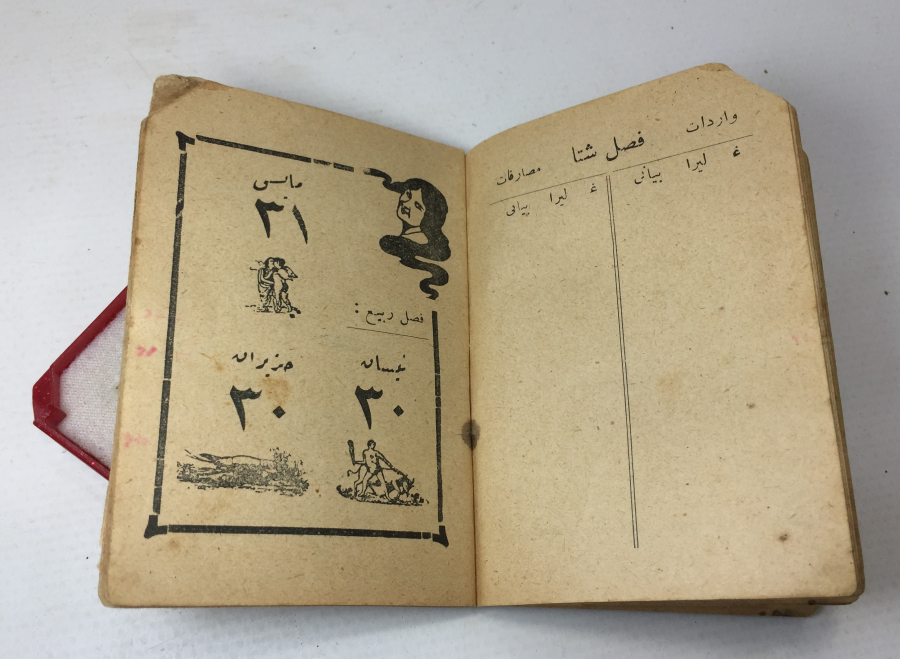 واردات
فصل شتا
مصارفات
غ ليرا بيانى
غ ليرا بيانى
مايس
٣١
فصل ربيع :
نيسان
٣٠
حزيران
٣٠